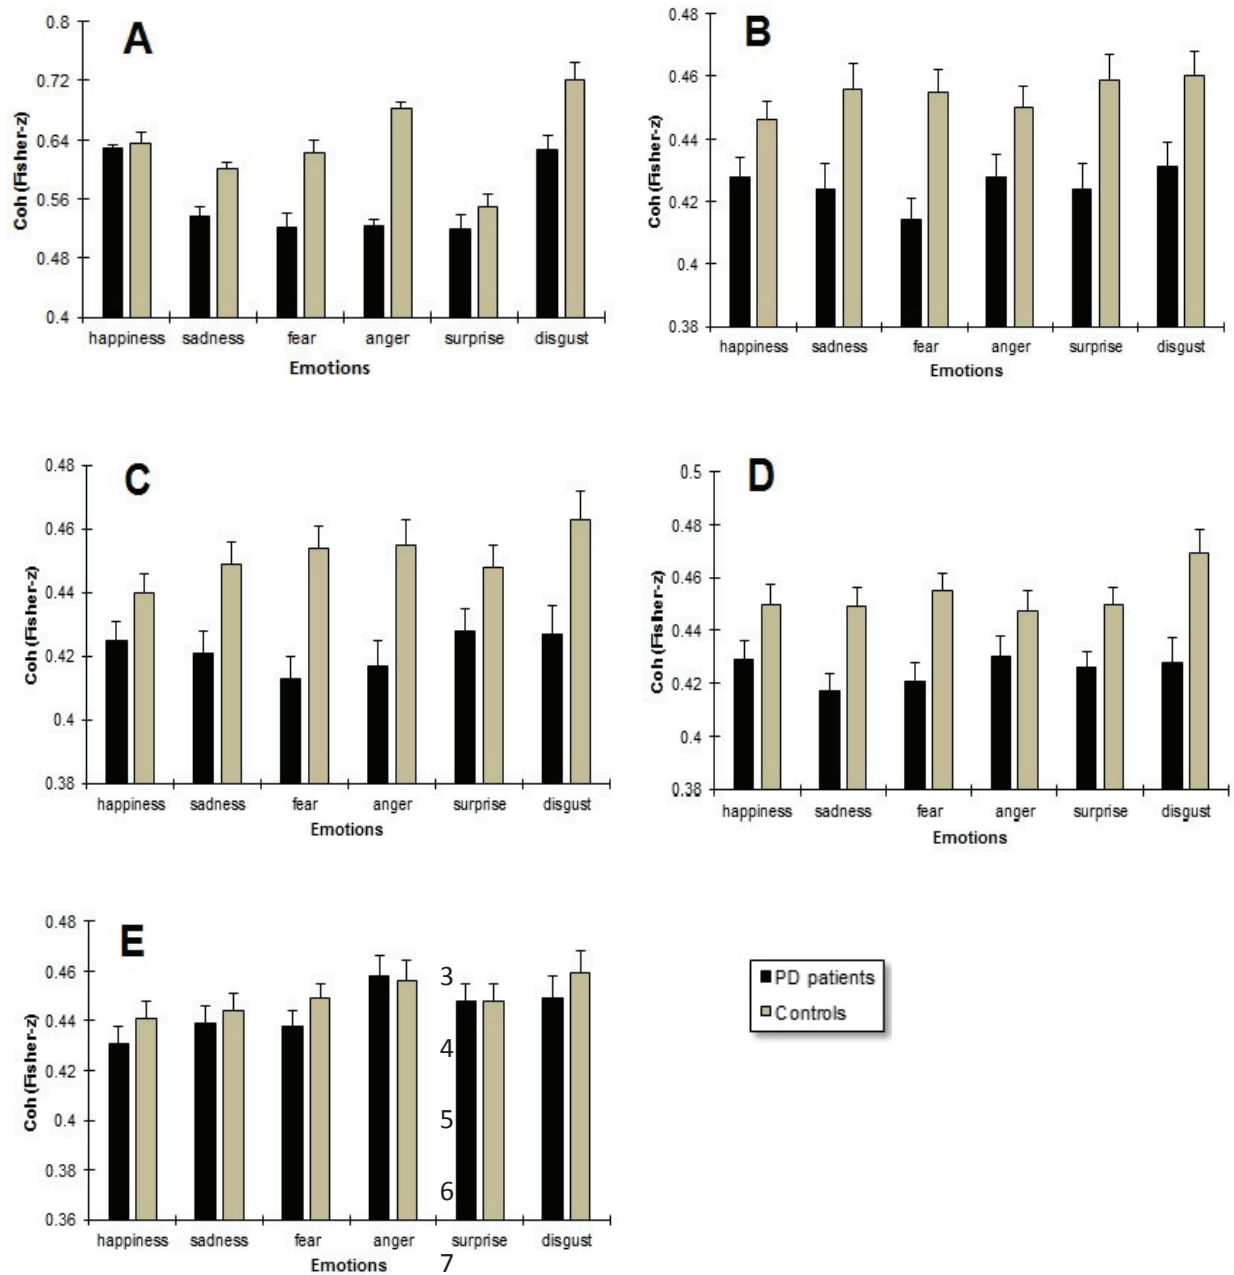 A
Coh (Fisher-z)
0.8
0.72
0.64
0.56
0.48
0.4
happiness sadness fear anger surprise disgust
Emotions
B
Coh (Fisher-z)
0.48
0.46
0.44
0.42
0.4
0.38
happiness sadness fear anger surprise disgust
Emotions
C
Coh (Fisher-z)
0.48
0.46
0.44
0.42
0.4
0.38
happiness sadness fear anger surprise disgust
Emotions
D
Coh (Fisher-z)
0.5
0.48
0.46
0.44
0.42
0.4
0.38
happiness sadness fear anger surprise disgust
Emotions
E
Coh (Fisher-z)
0.48
0.46
0.44
0.42
0.4
0.38
0.36
happiness sadness fear anger surprise disgust
Emotions
3
4
5
6
7
PD patients
Controls